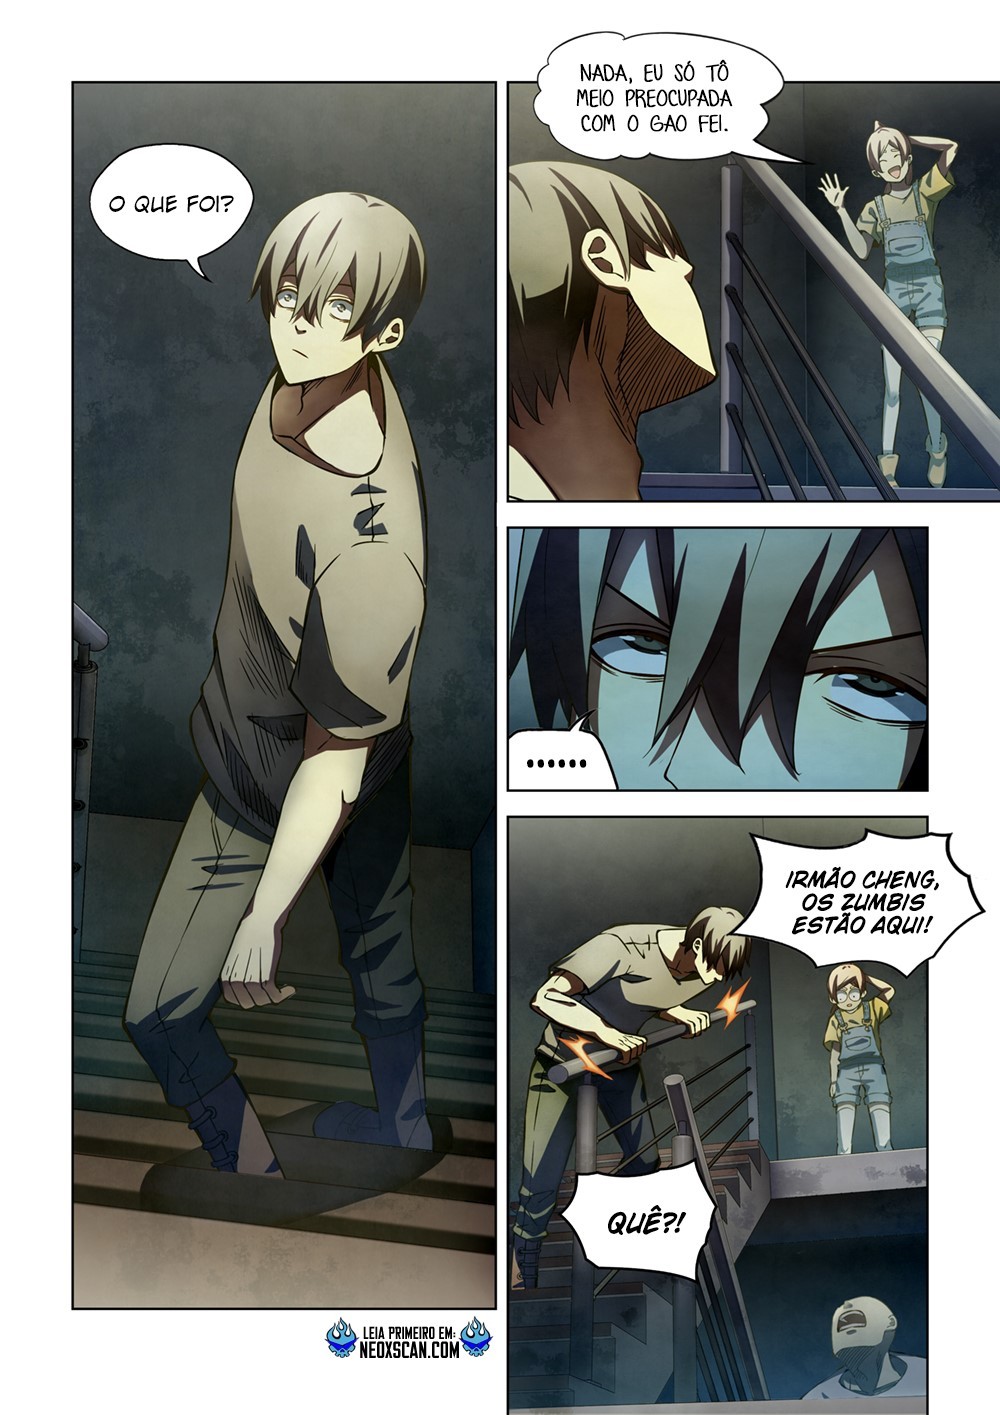 O QUE FOI?
NADA, EU SÓ TÔ
MEIO PREOCUPADA
COM O GAO FEI.
......
IRMÃO CHENG,
OS ZUMBIS
ESTÃO AQUI!
QUÊ?!
LEIA PRIMEIRO EM:
NEOXSCAN.COM